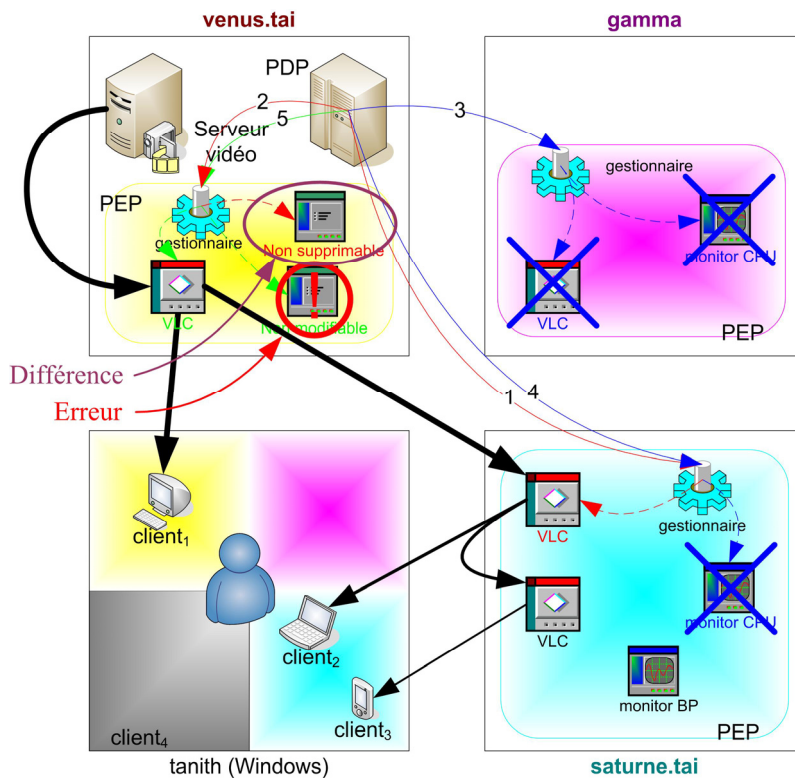 venus.tai
gamma
PDP
2
5
3
Serveur
vidéo
PEP
gestionnaire
Non supprimable
VLC
Non modifiable
gestionnaire
monitor CPU
VLC
PEP
Différence
Erreur
1
4
client1
client2
client3
client4
tanith (Windows)
gestionnaire
VLC
monitor CPU
VLC
monitor BP
PEP
saturne.tai